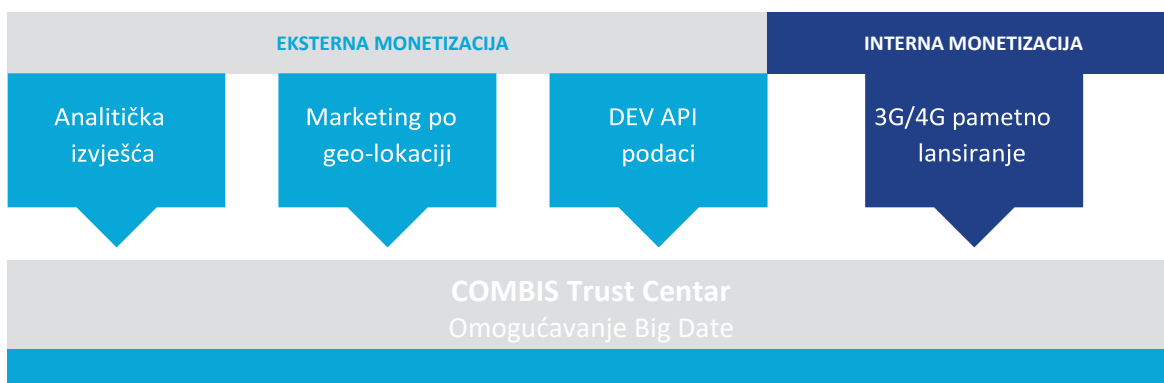 EKSTERNA MONETIZACIJA
INTERNA MONETIZACIJA
Analitička
izvješća
Marketing po
geo-lokaciji
DEV API
podaci
3G/4G pametno
lansiranje
COMBIS Trust Centar
Omogućavanje Big Date